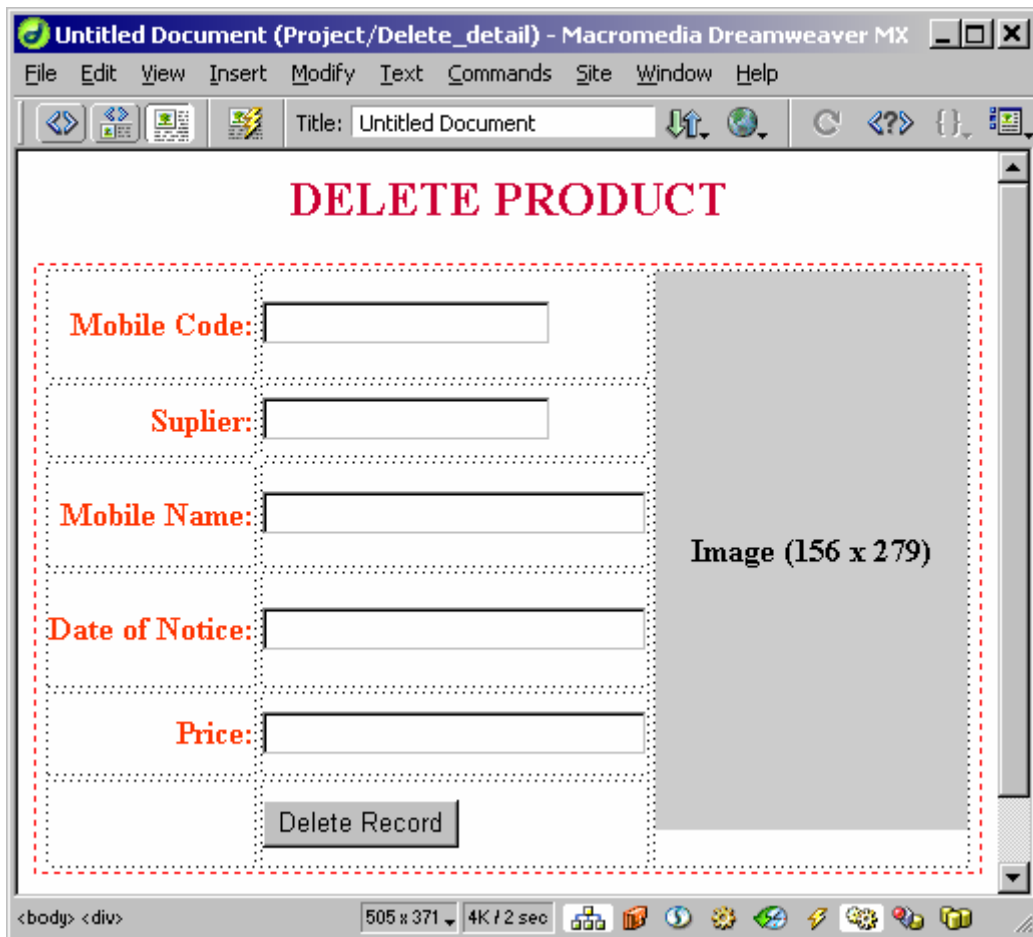 Untitled Document (Project/Delete_detail) - Macromedia Dreamweaver MX
File Edit View Insert Modify Text Commands Site Window Help
Title: Untitled Document
DELETE PRODUCT
Mobile Code:
Suplier:
Mobile Name:
Image (156 x 279)
Date of Notice:
Price:
Delete Record
<body> <div> 505 x 371 4K / 2 sec